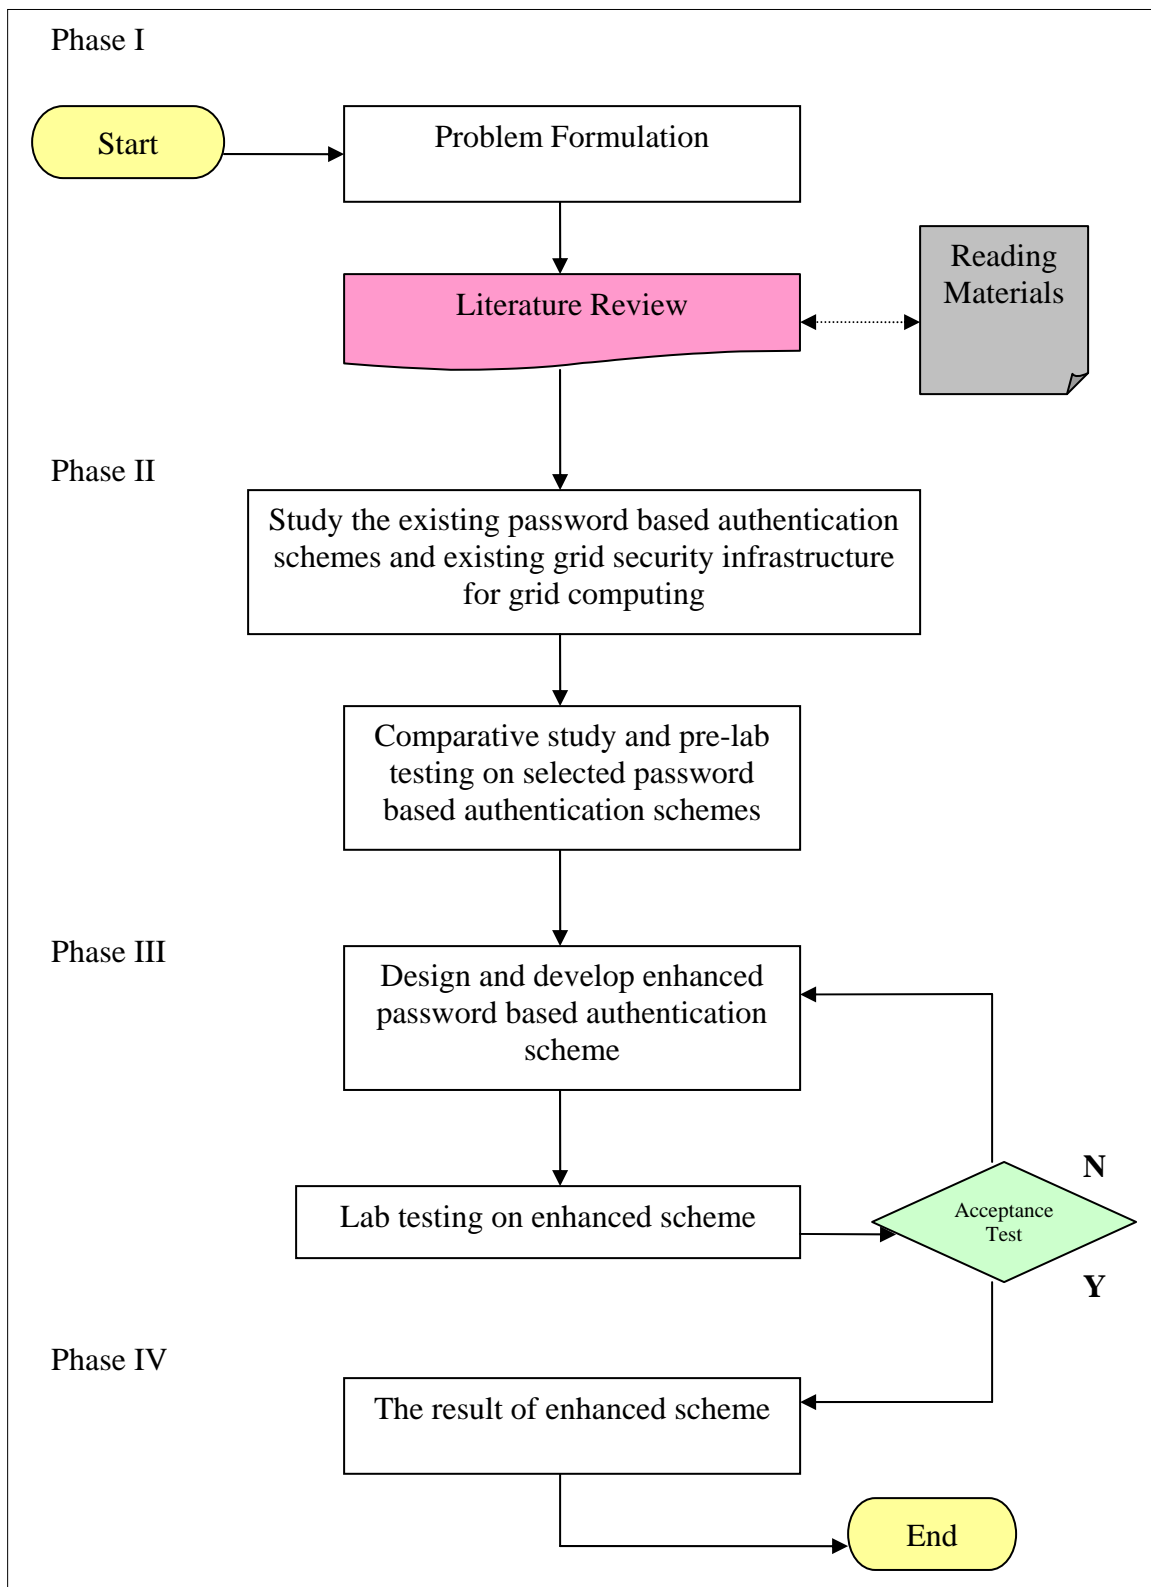 Phase I
Start
Problem Formulation
Literature Review
Reading
Materials
Phase II
Study the existing password based authentication
schemes and existing grid security infrastructure
for grid computing
Comparative study and pre-lab
testing on selected password
based authentication schemes
Phase III
Design and develop enhanced
password based authentication
scheme
N
Lab testing on enhanced scheme
Acceptance
Test
Y
Phase IV
The result of enhanced scheme
End